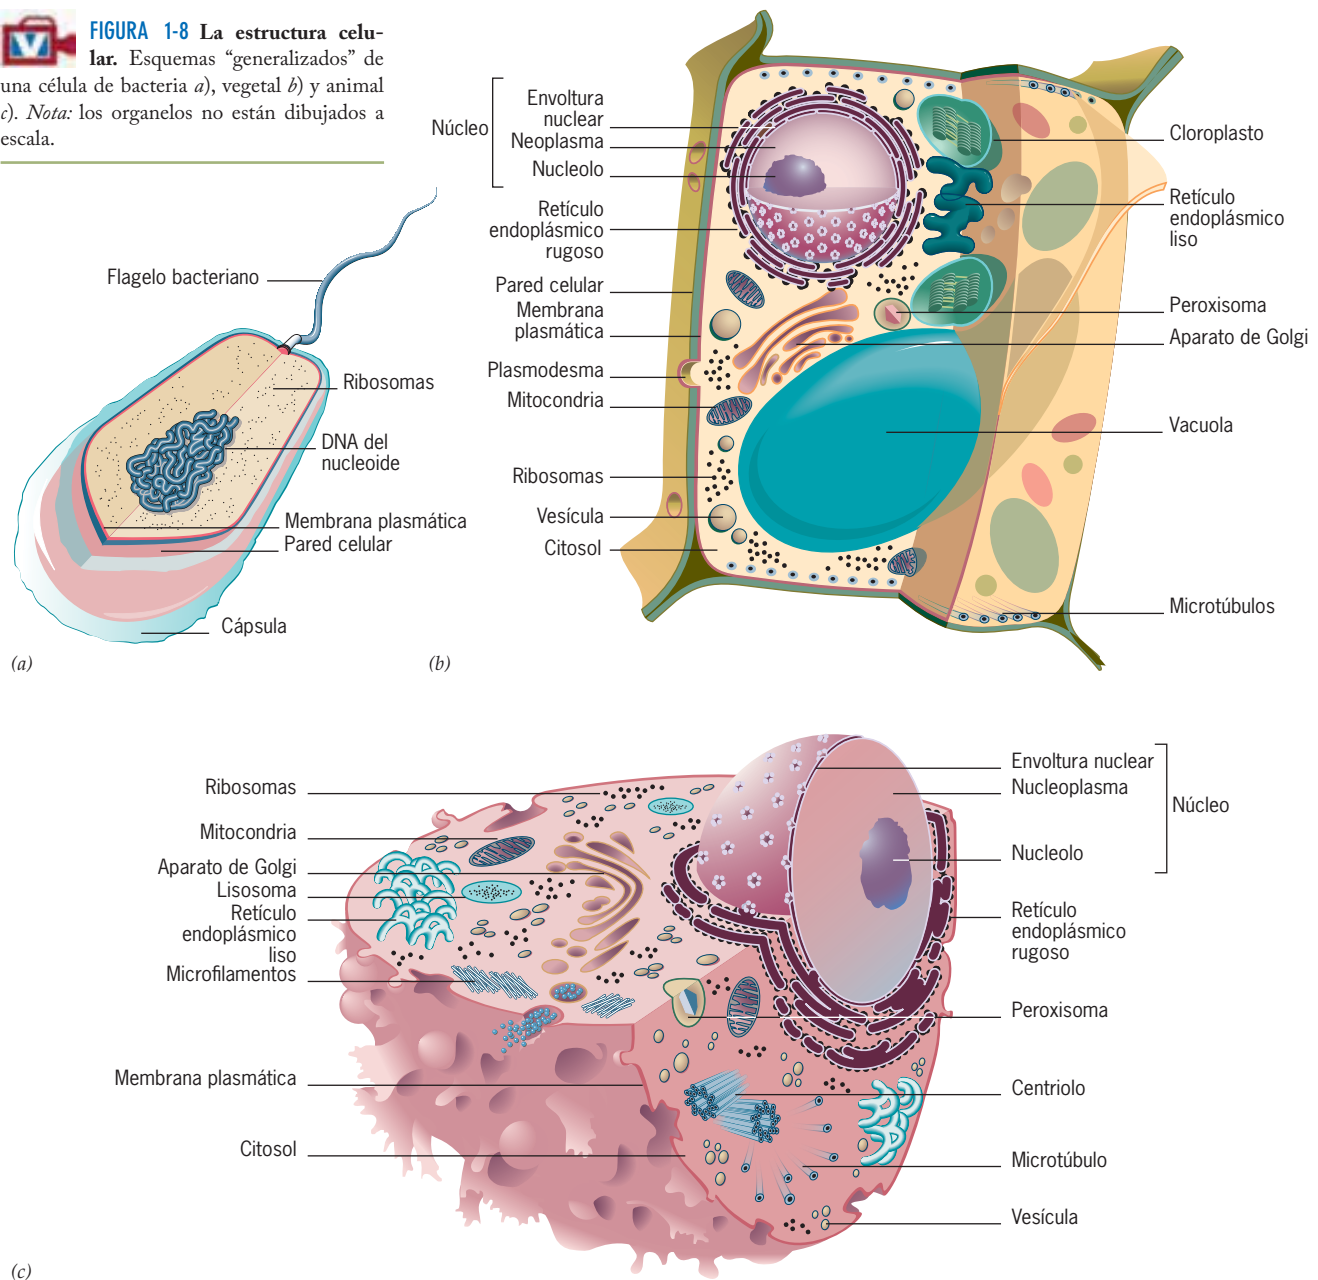 FIGURA 1-8 La estructura celu-
lar. Esquemas “generalizados” de
una célula de bacteria a), vegetal b) y animal
c). Nota: los organelos no están dibujados a
escala.
Flagelo bacteriano
Ribosomas
DNA del
nucleoide
Membrana plasmática
Pared celular
Cápsula
(a)
Núcleo
Envoltura
nuclear
Neoplasma
Nucleolo
Retículo
endoplásmico
rugoso
Pared celular
Membrana
plasmática
Plasmodesma
Mitocondria
Ribosomas
Vesícula
Citosol
Cloroplasto
Retículo
endoplásmico
liso
Peroxisoma
Aparato de Golgi
Vacuola
Microtúbulos
(b)
Ribosomas
Mitocondria
Aparato de Golgi
Lisosoma
Retículo
endoplásmico
liso
Microfilamentos
Membrana plasmática
Citosol
Envoltura nuclear
Nucleoplasma
Núcleo
Nucleolo
Retículo
endoplásmico
rugoso
Peroxisoma
Centriolo
Microtúbulo
Vesícula
(c)
V